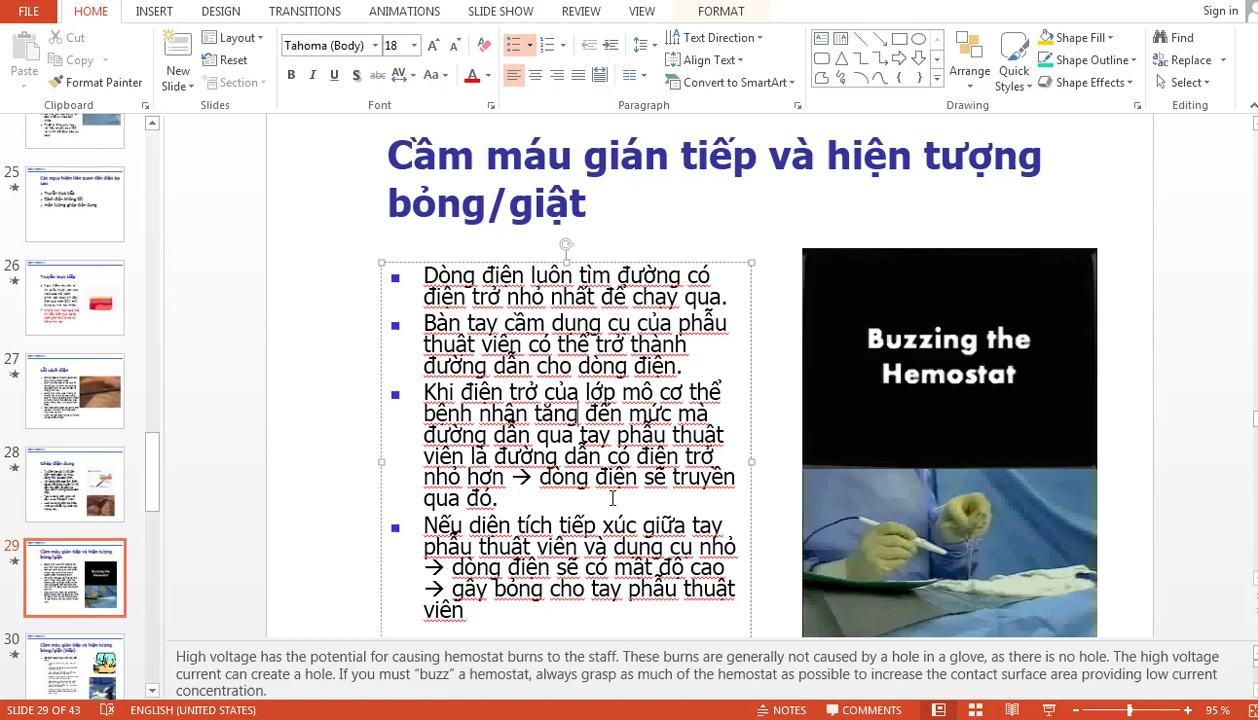 FILE HOME INSERT DESIGN TRANSITIONS ANIMATIONS SLIDE SHOW REVIEW VIEW FORMAT Sign in
Paste
Cut
Copy
Format Painter
Clipboard
New
Slide
Layout
Reset
Section
Slides
Tahoma (Body) 18
B I U S abc AV Aa A
Font
Text Direction
Align Text
Convert to SmartArt
Paragraph
Arrange
Quick
Styles
Shape Fill
Shape Outline
Shape Effects
Drawing
Find
Replace
Select
Editing
25
26
27
28
29
30
Cầm máu gián tiếp và hiện tượng
bỏng/giật
Dòng điện luôn tìm đường có
điện trở nhỏ nhất để chạy qua.
Bàn tay cầm dụng cụ của phẫu
thuật viên có thể trở thành
đường dẫn cho dòng điện.
Khi điện trở của lớp mô cơ thể
bệnh nhân tăng đến mức mà
đường dẫn qua tay phẫu thuật
viên là đường dẫn có điện trở
nhỏ hơn → dòng điện sẽ truyền
qua đó.
Nếu diện tích tiếp xúc giữa tay
phẫu thuật viên và dụng cụ nhỏ
→ dòng điện sẽ có mật độ cao
→ gây bỏng cho tay phẫu thuật
viên
Buzzing the
Hemostat
High voltage has the potential for causing hemostat burns to the staff. These burns are generally not caused by a hole in a glove, as there is no hole. The high voltage
current can create a hole. If you must “buzz” a hemostat, always grasp as much of the hemostat as possible to increase the contact surface area providing low current
concentration.
SLIDE 29 OF 43 ENGLISH (UNITED STATES) NOTES COMMENTS 95 %